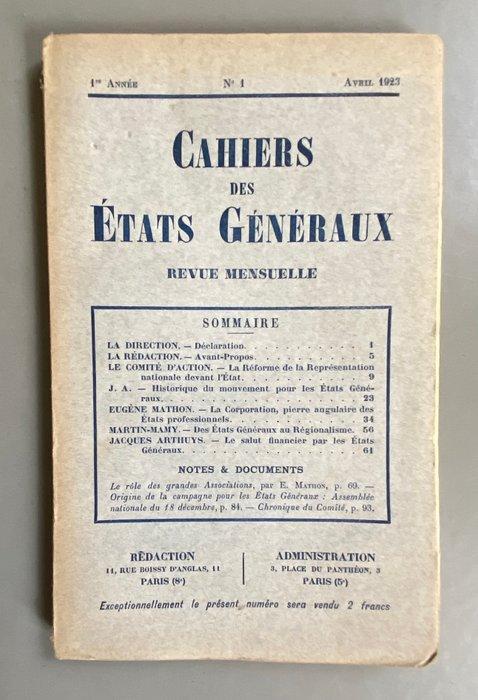 1re ANNÉE N° 1 AVRIL 1923
CAHIERS
DES
ÉTATS GÉNÉRAUX
REVUE MENSUELLE
SOMMAIRE
LA DIRECTION. — Déclaration. . . . . . . . . . . . 1
LA RÉDACTION. — Avant-Propos. . . . . . . . . . . 5
LE COMITÉ D'ACTION. — La Réforme de la Représentation
nationale devant l'État. . . . . . . . . . . . 9
J. A. — Historique du mouvement pour les États Géné-
raux. . . . . . . . . . . . . . . . . . . 23
EUGÈNE MATHON. — La Corporation, pierre angulaire des
États professionnels. . . . . . . . . . . . . 34
MARTIN-MAMY. — Des États Généraux au Régionalisme. 56
JACQUES ARTHUYS. — Le salut financier par les États
Généraux. . . . . . . . . . . . . . . . . 61
NOTES & DOCUMENTS
Le rôle des grandes Associations, par E. MATHON, p. 69. —
Origine de la campagne pour les États Généraux : Assemblée
nationale du 18 décembre, p. 84. — Chronique du Comité, p. 93.
RÉDACTION
11, RUE BOISSY D'ANGLAS, 11
PARIS (8e)
ADMINISTRATION
3, PLACE DU PANTHÉON, 3
PARIS (5e)
Exceptionnellement le présent numéro sera vendu 2 francs